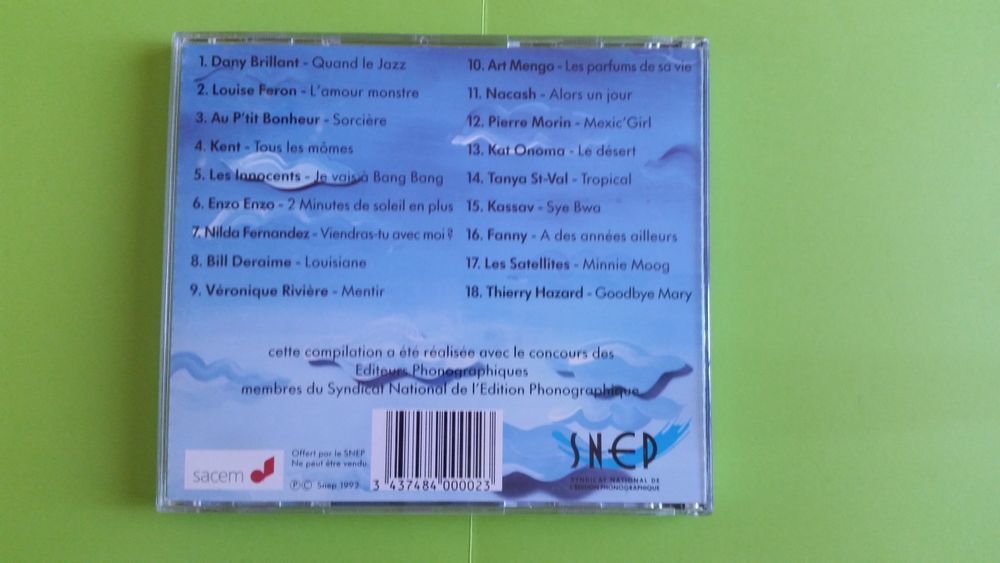 1. Dany Brillant - Quand le Jazz
2. Louise Feron - L'amour monstre
3. Au P'tit Bonheur - Sorcière
4. Kent - Tous les mômes
5. Les Innocents - Je vais à Bang Bang
6. Enzo Enzo - 2 Minutes de soleil en plus
7. Nilda Fernandez - Viendras-tu avec moi ?
8. Bill Deraime - Louisiane
9. Véronique Rivière - Mentir
10. Art Mengo - Les parfums de sa vie
11. Nacash - Alors un jour
12. Pierre Morin - Mexic'Girl
13. Kat Onoma - Le désert
14. Tanya St-Val - Tropical
15. Kassav - Sye Bwa
16. Fanny - A des années ailleurs
17. Les Satellites - Minnie Moog
18. Thierry Hazard - Goodbye Mary
cette compilation a été réalisée avec le concours des
Editeurs Phonographiques
membres du Syndicat National de l'Edition Phonographique
sacem
Offert par le SNEP
Ne peut être vendu
Ⓟ© Snep 1992
3 437484 000023
SNEP
SYNDICAT NATIONAL DE
L'EDITION PHONOGRAPHIQUE